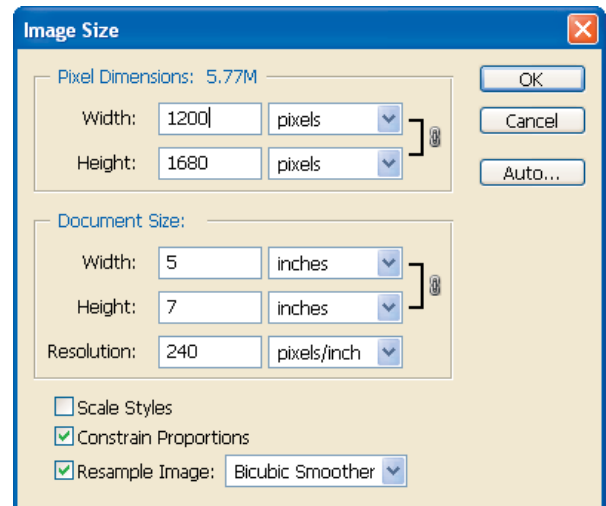 Image Size
Pixel Dimensions: 5.77M
OK
Width: 1200 pixels
Cancel
Height: 1680 pixels
Auto...
Document Size:
Width: 5 inches
Height: 7 inches
Resolution: 240 pixels/inch
Scale Styles
Constrain Proportions
Resample Image: Bicubic Smoother